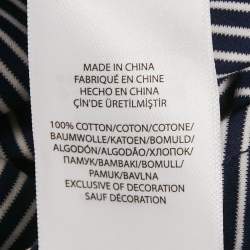 MADE IN CHINA
FABRIQUÉ EN CHINE
HECHO EN CHINA
ÇİN'DE ÜRETİLMİŞTİR
100% COTTON/COTON/COTONE/
BAUMWOLLE/KATOEN/BOMULD/
ALGODÓN/ALGODÃO/ХЛОПОК/
ПАМУК/ΒΑΜΒΑΚΙ/BOMULL/
PAMUK/BAVLNA
EXCLUSIVE OF DECORATION
SAUF DÉCORATION